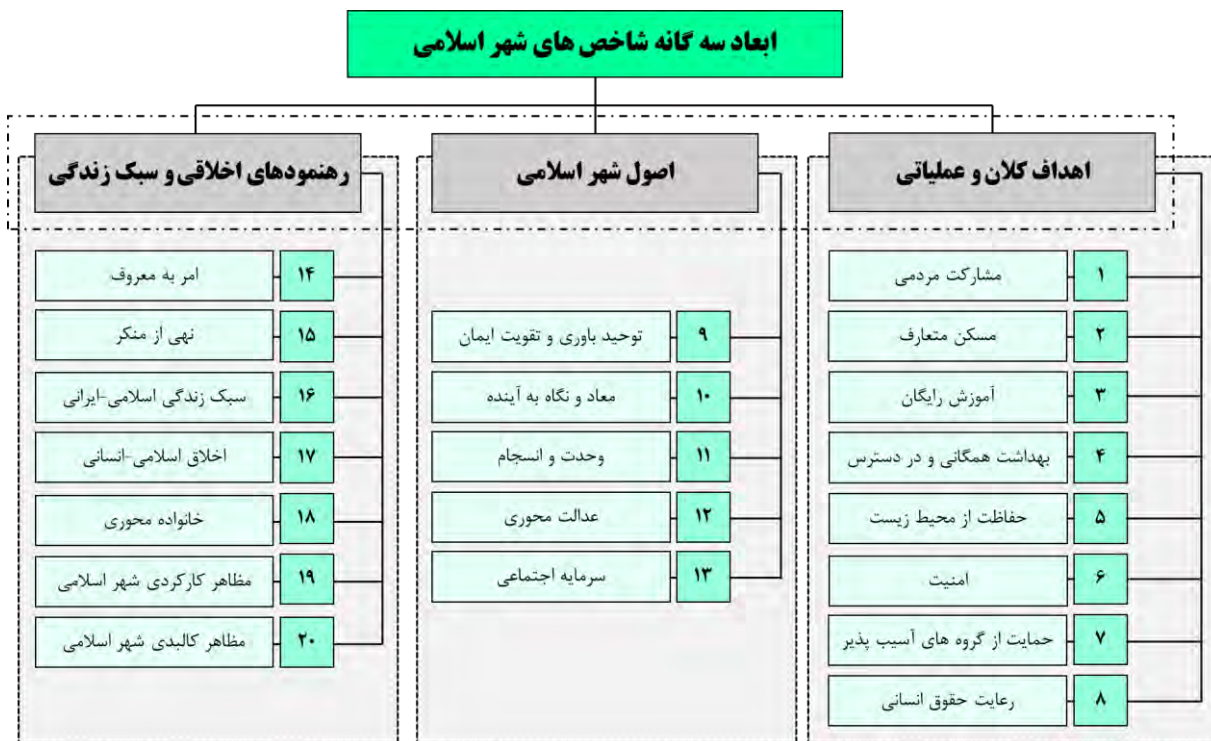 ابعاد سه گانه شاخص های شهر اسلامی
اهداف کلان و عملیاتی
۱ مشارکت مردمی
۲ مسکن متعارف
۳ آموزش رایگان
۴ بهداشت همگانی و در دسترس
۵ حفاظت از محیط زیست
۶ امنیت
۷ حمایت از گروه های آسیب پذیر
۸ رعایت حقوق انسانی
اصول شهر اسلامی
۹ توحید باوری و تقویت ایمان
۱۰ معاد و نگاه به آینده
۱۱ وحدت و انسجام
۱۲ عدالت محوری
۱۳ سرمایه اجتماعی
رهنمودهای اخلاقی و سبک زندگی
۱۴ امر به معروف
۱۵ نهی از منکر
۱۶ سبک زندگی اسلامی-ایرانی
۱۷ اخلاق اسلامی-انسانی
۱۸ خانواده محوری
۱۹ مظاهر کارکردی شهر اسلامی
۲۰ مظاهر کالبدی شهر اسلامی